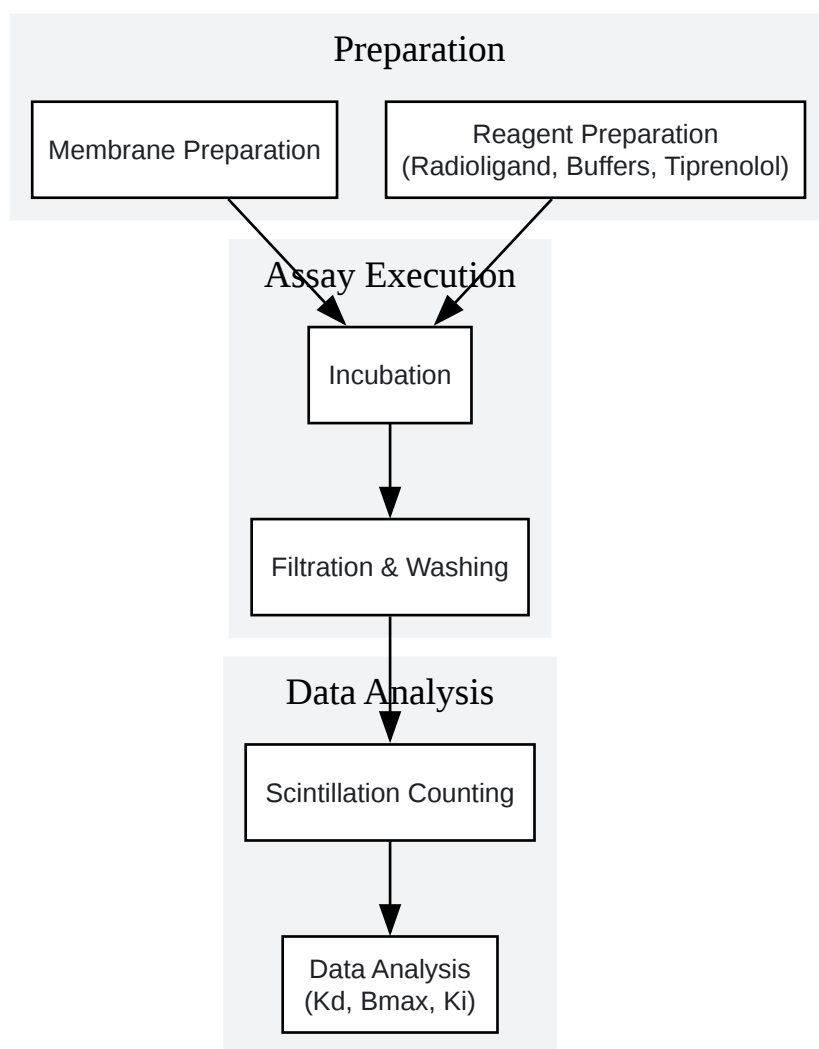 Preparation
Membrane Preparation
Reagent Preparation
(Radioligand, Buffers, Tiprenolol)
Assay Execution
Incubation
Filtration & Washing
Data Analysis
Scintillation Counting
Data Analysis
(Kd, Bmax, Ki)